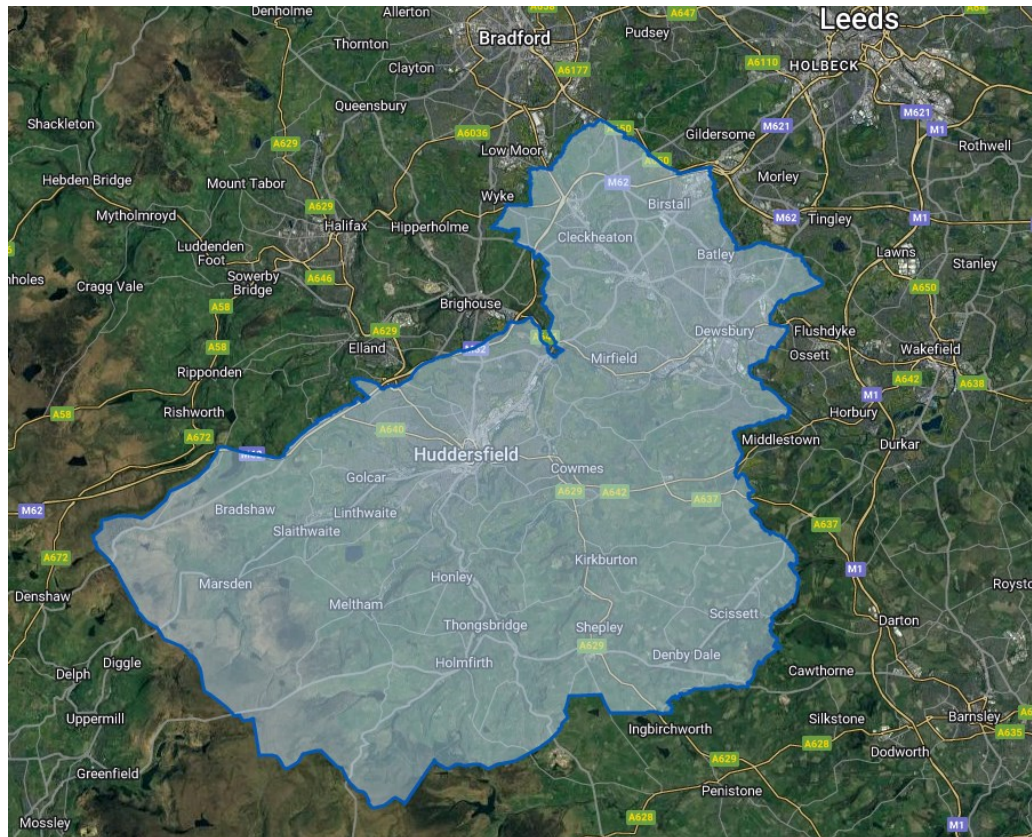 Denholme
Allerton
A647
Leeds
Thornton
Bradford
Pudsey
Clayton
A6177
A6110
HOLBECK
Queensbury
Shackleton
A629
A6036
Low Moor
Gildersome
M621
M621
M1
Rothwell
Hebden Bridge
Mount Tabor
A629
Wyke
M62
Morley
Mytholmroyd
Halifax
Hipperholme
Birstall
M62
Tingley
M1
Luddenden
Foot
Cleckheaton
Batley
Lawns
Stanley
Sowerby
Bridge
A646
Cragg Vale
A58
Brighouse
A650
A629
Dewsbury
Flushdyke
Elland
M62
Mirfield
Ossett
Wakefield
A58
Ripponden
A642
A638
Rishworth
A58
M1
Horbury
A672
A640
Middlestown
Durkar
M62
Huddersfield
Golcar
Cowmes
A629
A642
A637
M62
Bradshaw
Linthwaite
A637
Slaithwaite
A672
Kirkburton
M1
Denshaw
Marsden
Honley
Meltham
Scissett
Thongsbridge
Shepley
Darton
A629
Diggle
Holmfirth
Denby Dale
Cawthorne
Delph
Uppermill
Silkstone
Barnsley
Ingbirchworth
A628
A635
Dodworth
Greenfield
A629
Penistone
Mossley
A628
M1